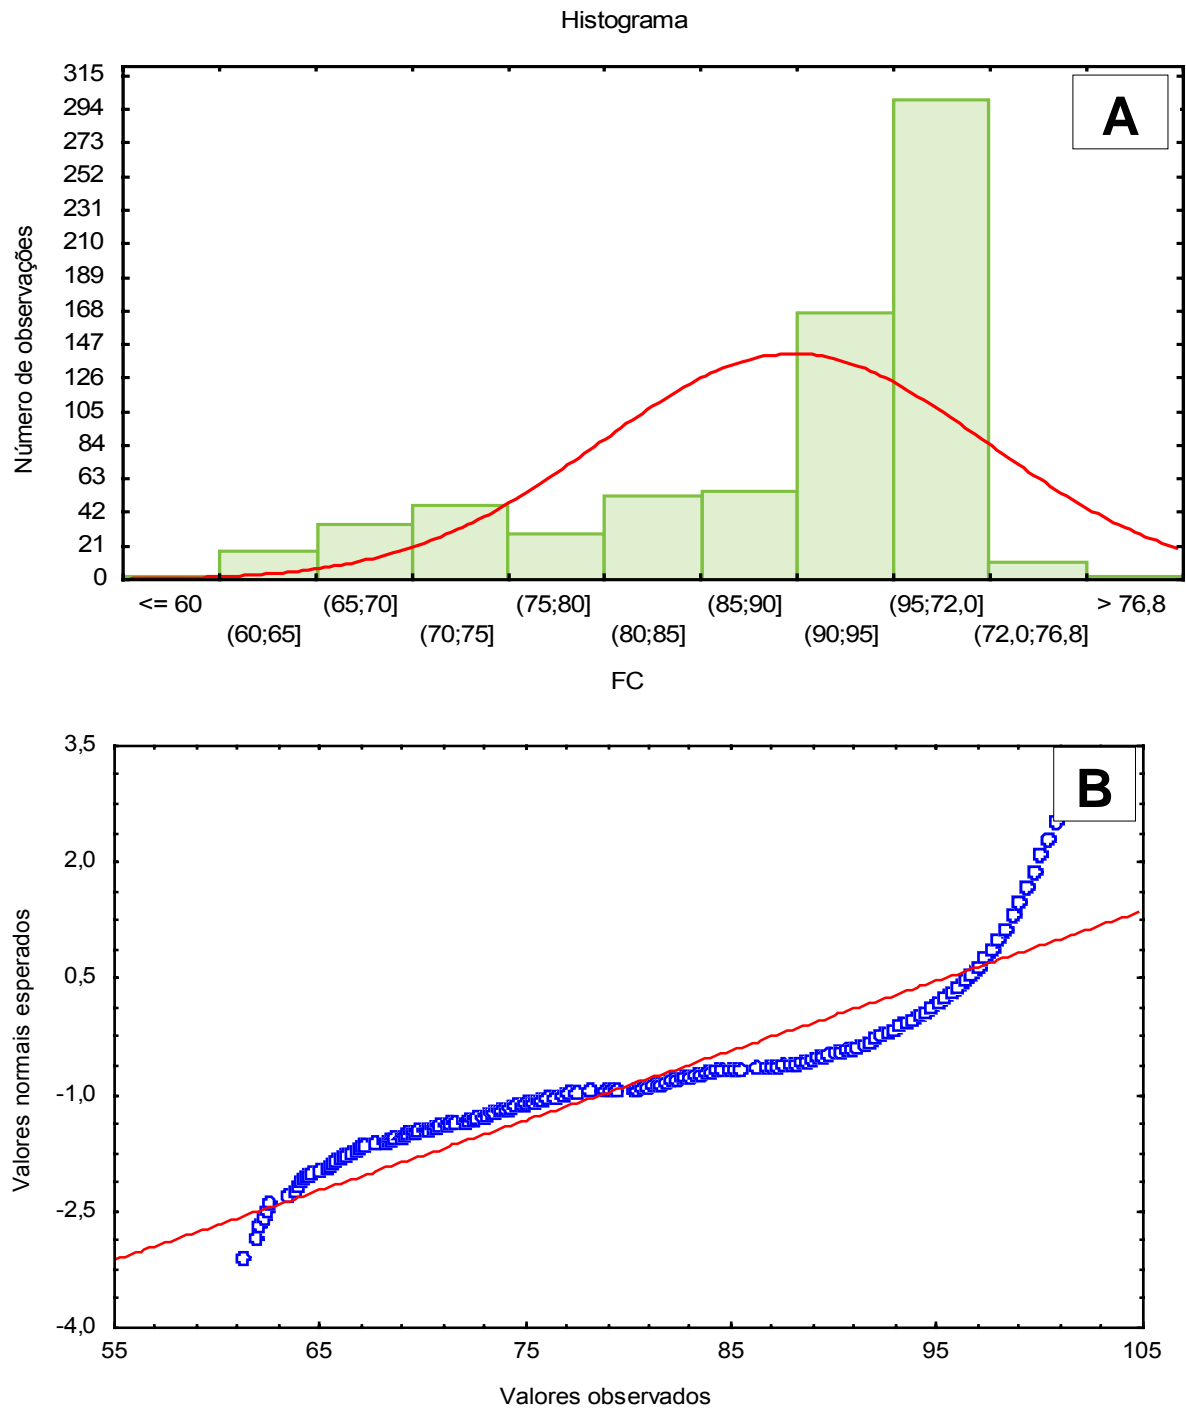 Histograma
A
315
294
273
252
231
210
189
168
147
126
105
84
63
42
21
0
Número de observações
<= 60 (65;70] (75;80] (85;90] (95;72,0] > 76,8
(60;65] (70;75] (80;85] (90;95] (72,0;76,8]
FC
B
3,5
2,0
0,5
-1,0
-2,5
-4,0
Valores normais esperados
55 65 75 85 95 105
Valores observados